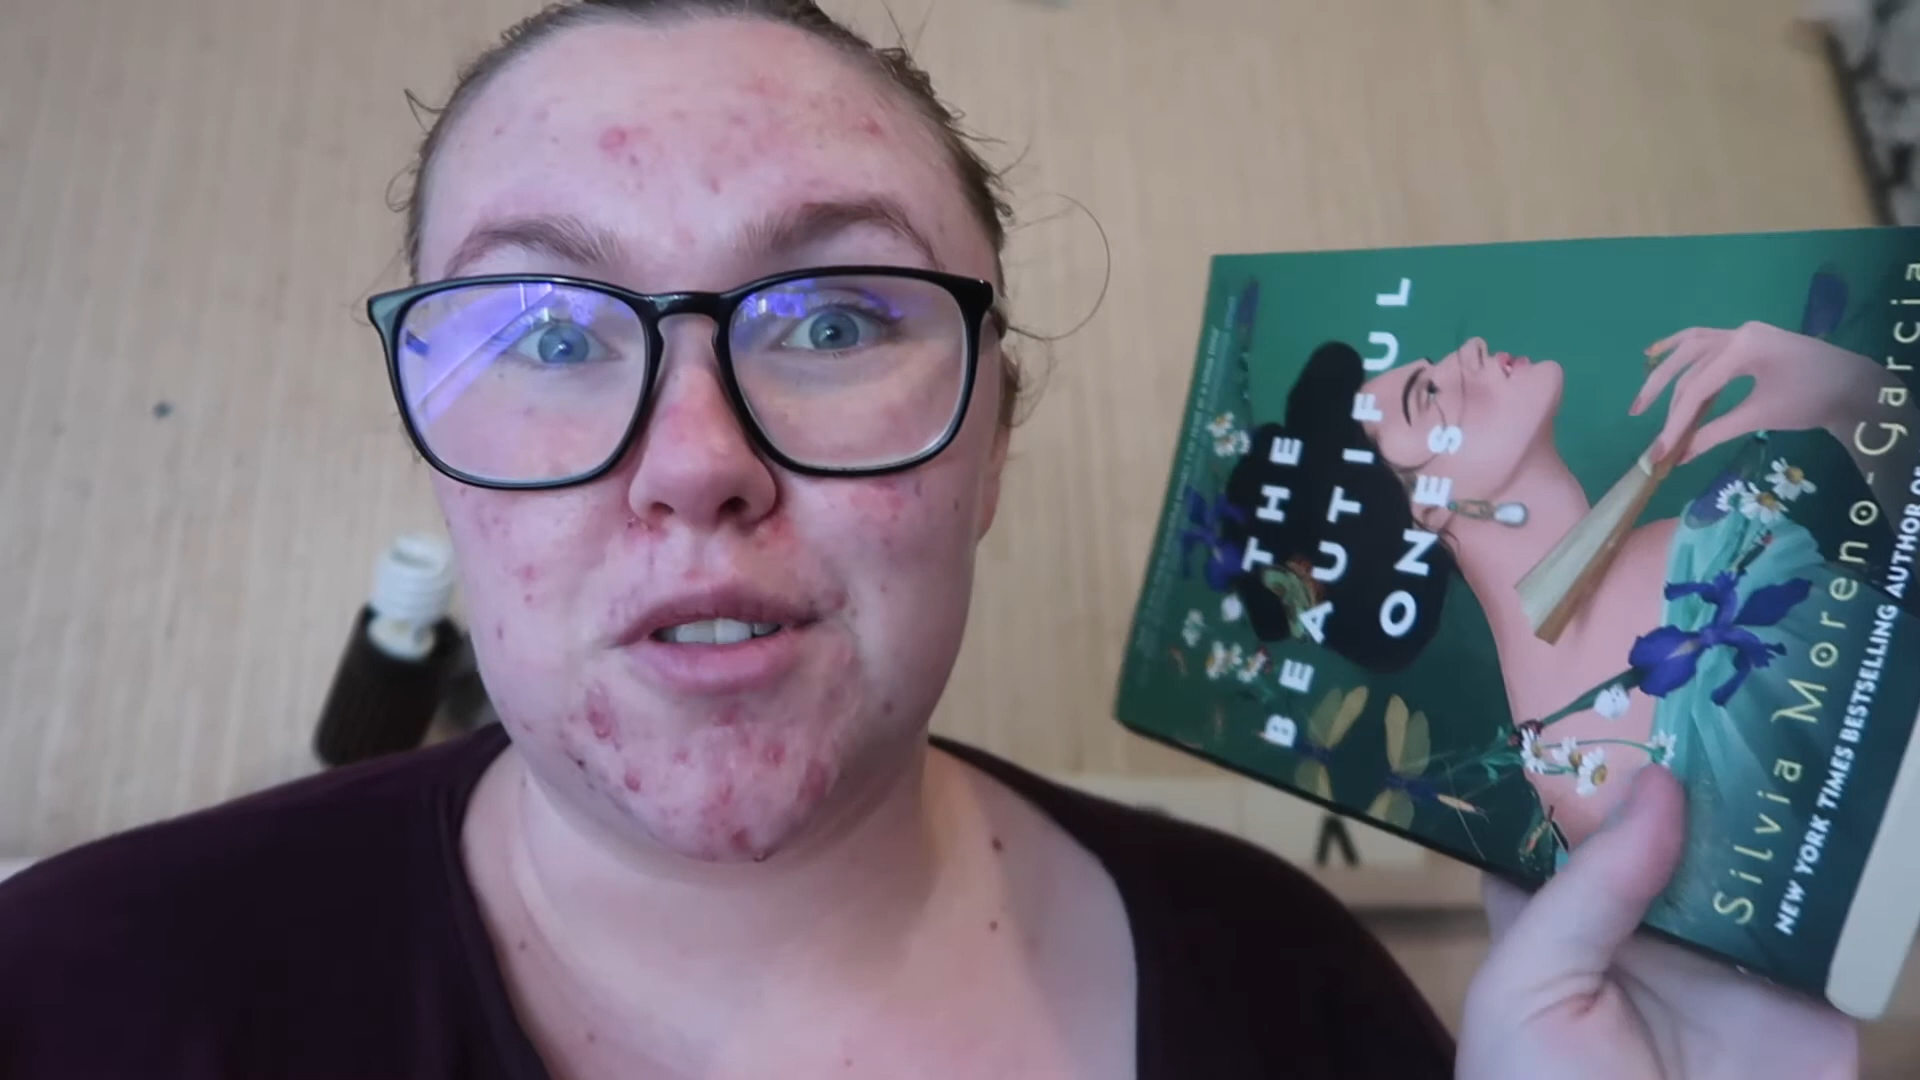 THE
BEAUTIFUL
ONES
Silvia Moreno-Garcia
NEW YORK TIMES BESTSELLING AUTHOR OF